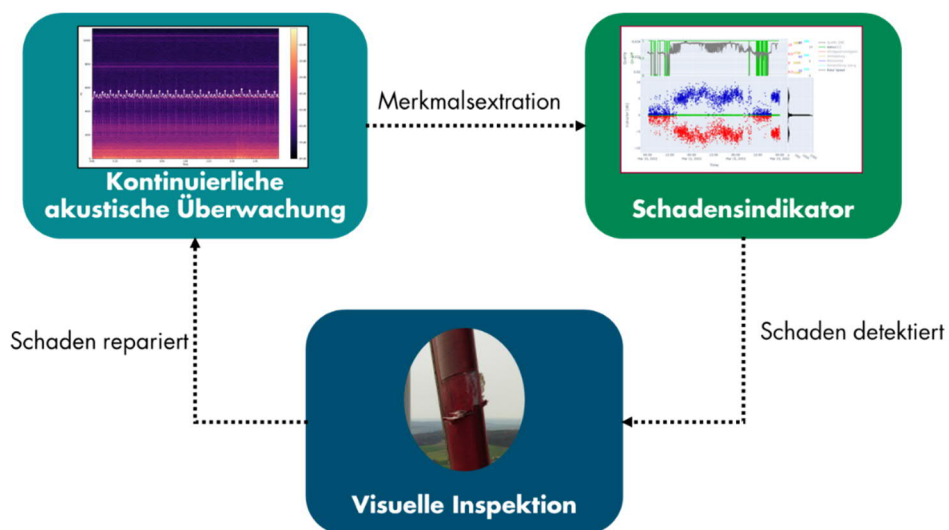 Merkmalsextration
Kontinuierliche
akustische Überwachung
Schadensindikator
Schaden repariert
Schaden detektiert
Visuelle Inspektion